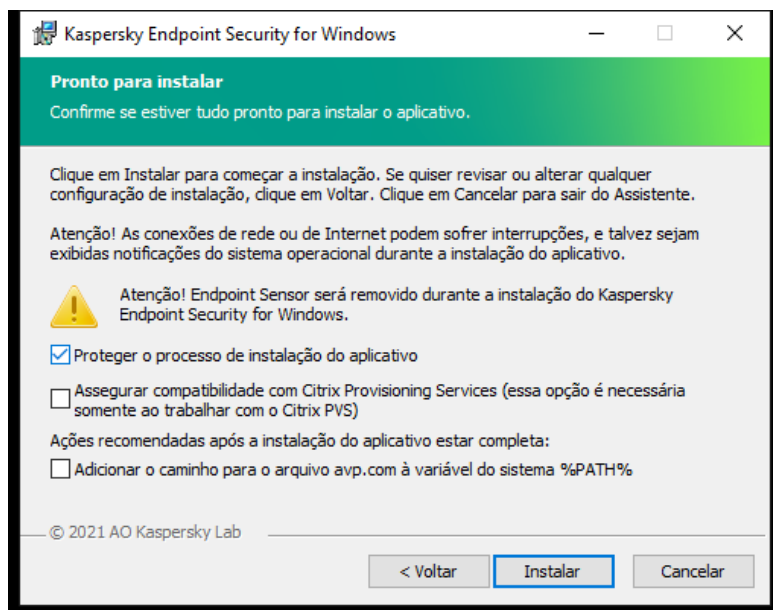 Kaspersky Endpoint Security for Windows
Pronto para instalar
Confirme se estiver tudo pronto para instalar o aplicativo.
Clique em Instalar para começar a instalação. Se quiser revisar ou alterar qualquer
configuração de instalação, clique em Voltar. Clique em Cancelar para sair do Assistente.
Atenção! As conexões de rede ou de Internet podem sofrer interrupções, e talvez sejam
exibidas notificações do sistema operacional durante a instalação do aplicativo.
Atenção! Endpoint Sensor será removido durante a instalação do Kaspersky
Endpoint Security for Windows.
Proteger o processo de instalação do aplicativo
Assegurar compatibilidade com Citrix Provisioning Services (essa opção é necessária
somente ao trabalhar com o Citrix PVS)
Ações recomendadas após a instalação do aplicativo estar completa:
Adicionar o caminho para o arquivo avp.com à variável do sistema %PATH%
© 2021 AO Kaspersky Lab
< Voltar Instalar Cancelar